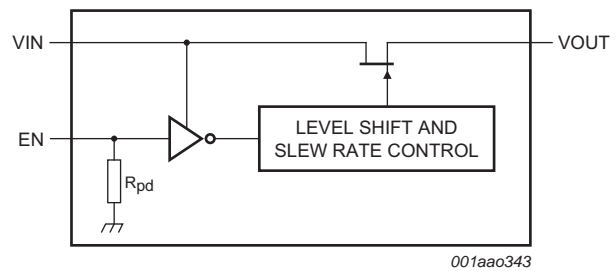 VIN
VOUT
EN
LEVEL SHIFT AND
SLEW RATE CONTROL
Rpd
001aao343